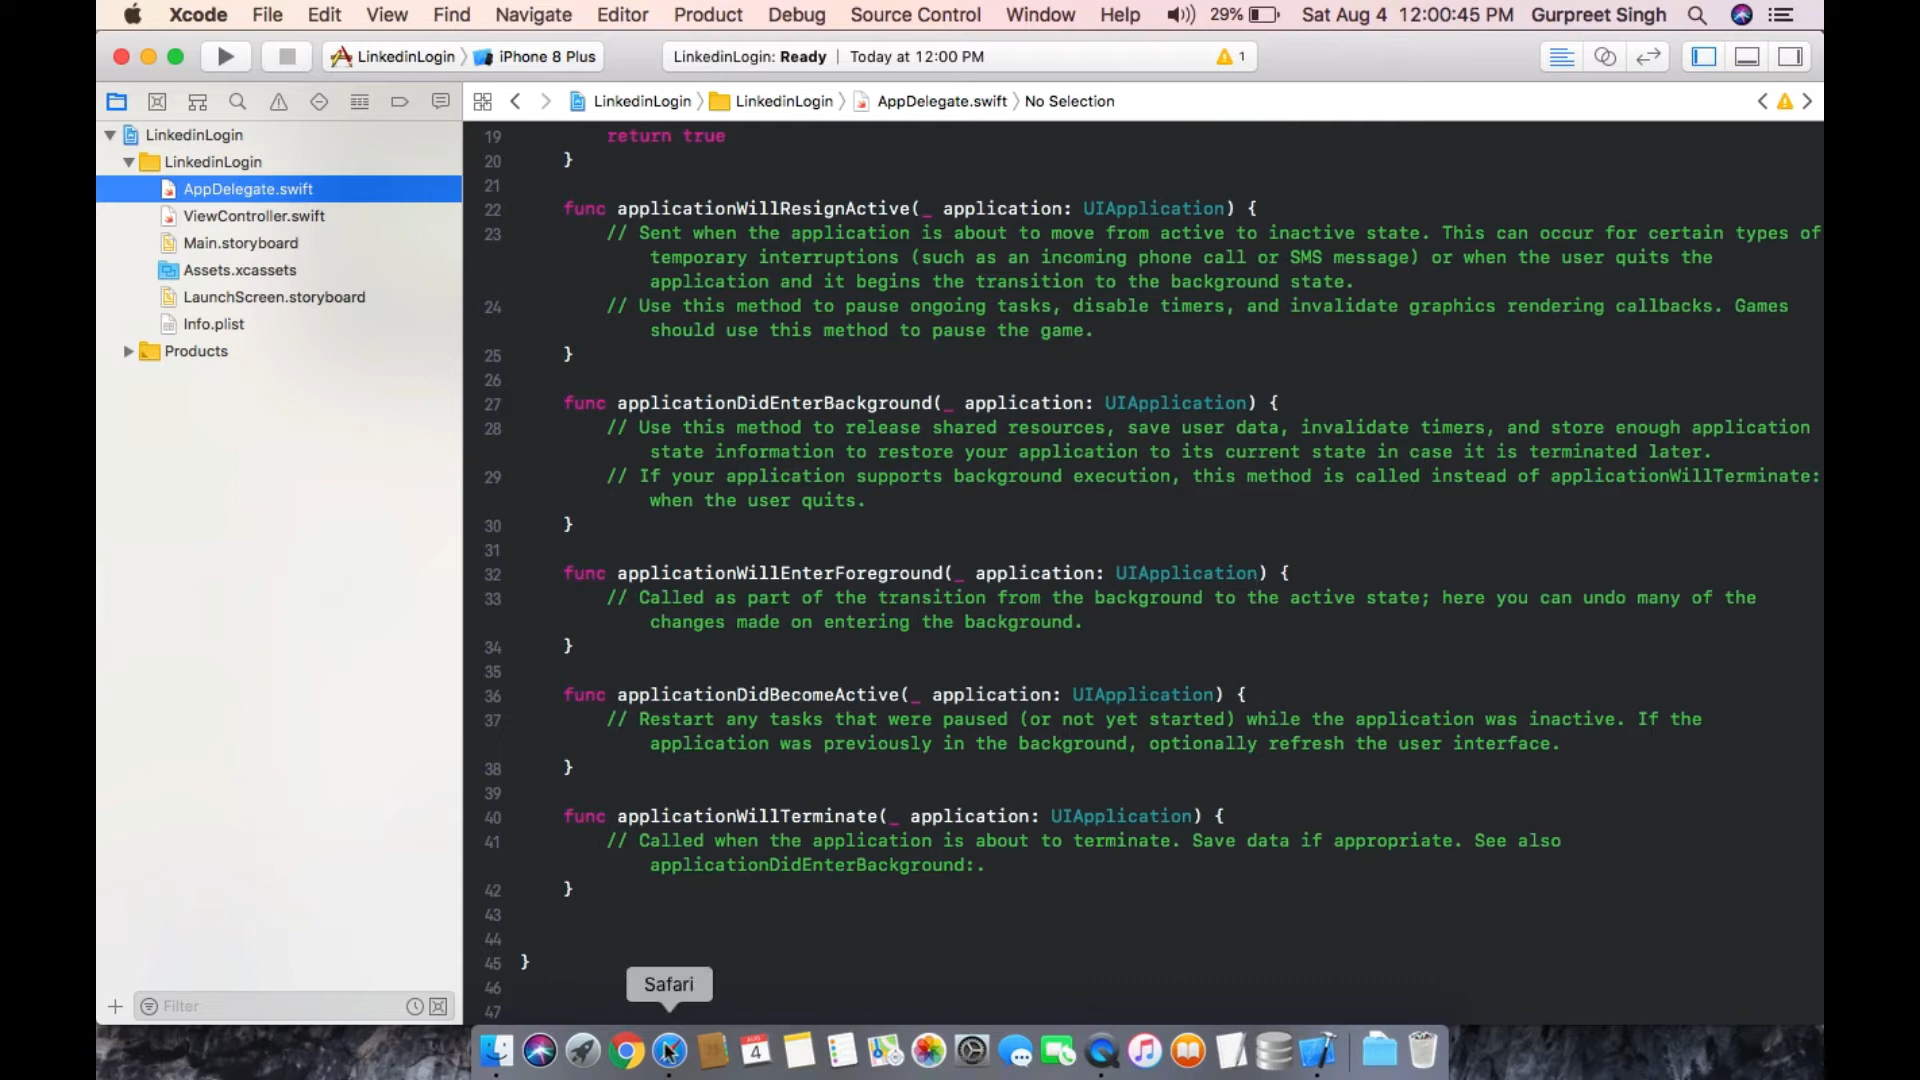 Xcode File Edit View Find Navigate Editor Product Debug Source Control Window Help 29% Sat Aug 4 12:00:45 PM Gurpreet Singh
LinkedinLogin iPhone 8 Plus LinkedinLogin: Ready | Today at 12:00 PM 1
LinkedinLogin LinkedinLogin AppDelegate.swift No Selection
LinkedinLogin
LinkedinLogin
AppDelegate.swift
ViewController.swift
Main.storyboard
Assets.xcassets
LaunchScreen.storyboard
Info.plist
Products
Filter
19 return true
20 }
21
22 func applicationWillResignActive(_ application: UIApplication) {
23 // Sent when the application is about to move from active to inactive state. This can occur for certain types of
temporary interruptions (such as an incoming phone call or SMS message) or when the user quits the
application and it begins the transition to the background state.
24 // Use this method to pause ongoing tasks, disable timers, and invalidate graphics rendering callbacks. Games
should use this method to pause the game.
25 }
26
27 func applicationDidEnterBackground(_ application: UIApplication) {
28 // Use this method to release shared resources, save user data, invalidate timers, and store enough application
state information to restore your application to its current state in case it is terminated later.
29 // If your application supports background execution, this method is called instead of applicationWillTerminate:
when the user quits.
30 }
31
32 func applicationWillEnterForeground(_ application: UIApplication) {
33 // Called as part of the transition from the background to the active state; here you can undo many of the
changes made on entering the background.
34 }
35
36 func applicationDidBecomeActive(_ application: UIApplication) {
37 // Restart any tasks that were paused (or not yet started) while the application was inactive. If the
application was previously in the background, optionally refresh the user interface.
38 }
39
40 func applicationWillTerminate(_ application: UIApplication) {
41 // Called when the application is about to terminate. Save data if appropriate. See also
applicationDidEnterBackground:.
42 }
43
44
45 }
46
47
Safari
AUG
4